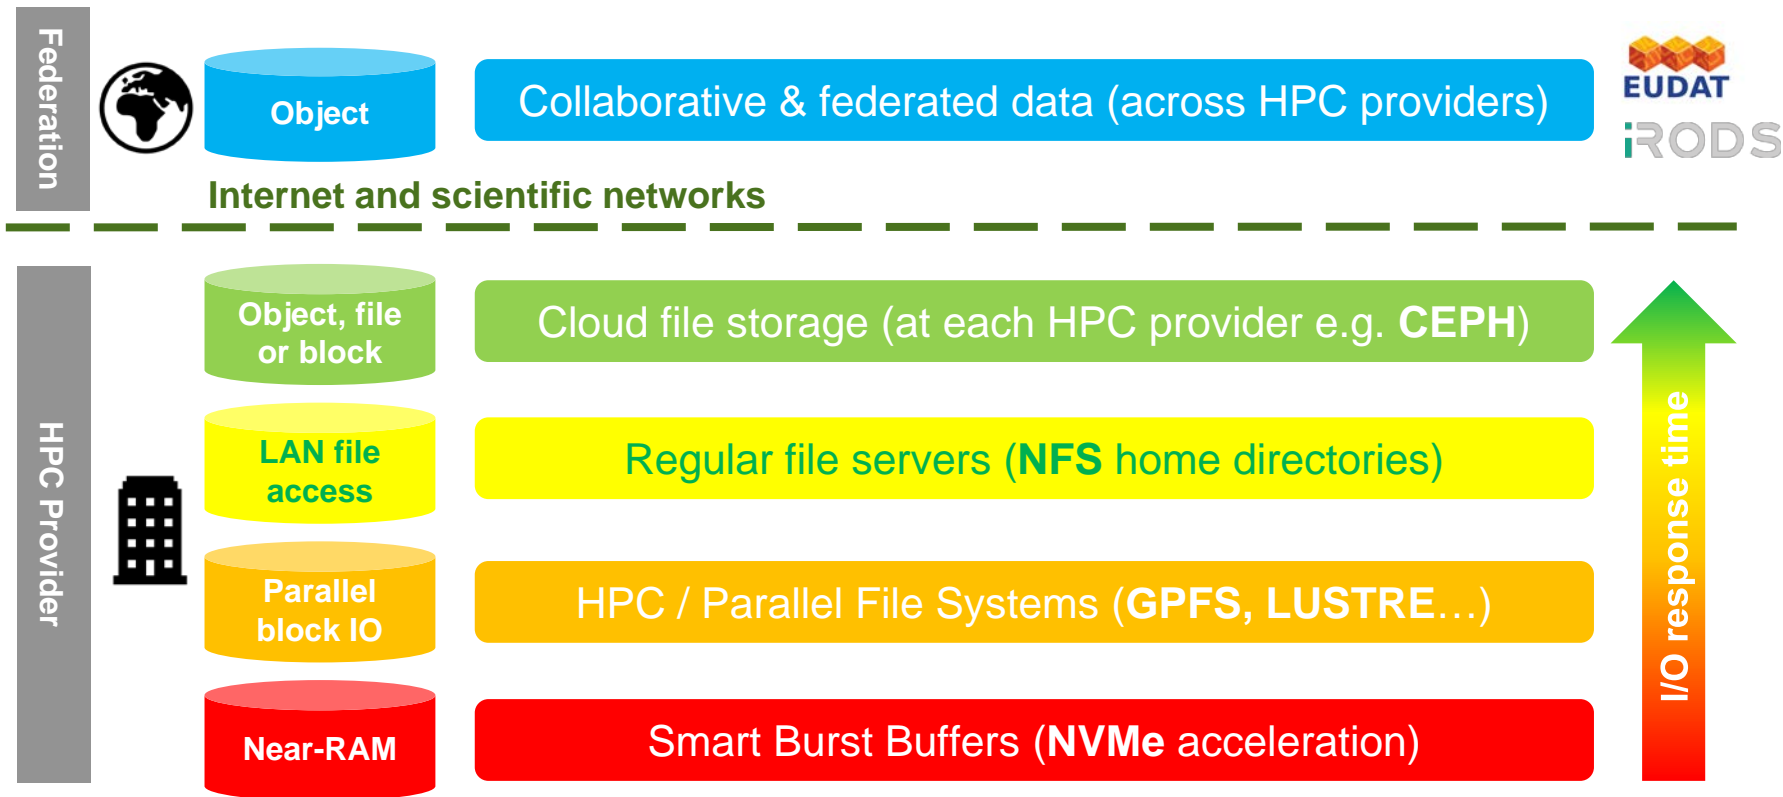 Federation
Object
Collaborative & federated data (across HPC providers)
EUDAT
iRODS
Internet and scientific networks
HPC Provider
Object, file
or block
Cloud file storage (at each HPC provider e.g. CEPH)
LAN file
access
Regular file servers (NFS home directories)
Parallel
block IO
HPC / Parallel File Systems (GPFS, LUSTRE…)
Near-RAM
Smart Burst Buffers (NVMe acceleration)
I/O response time